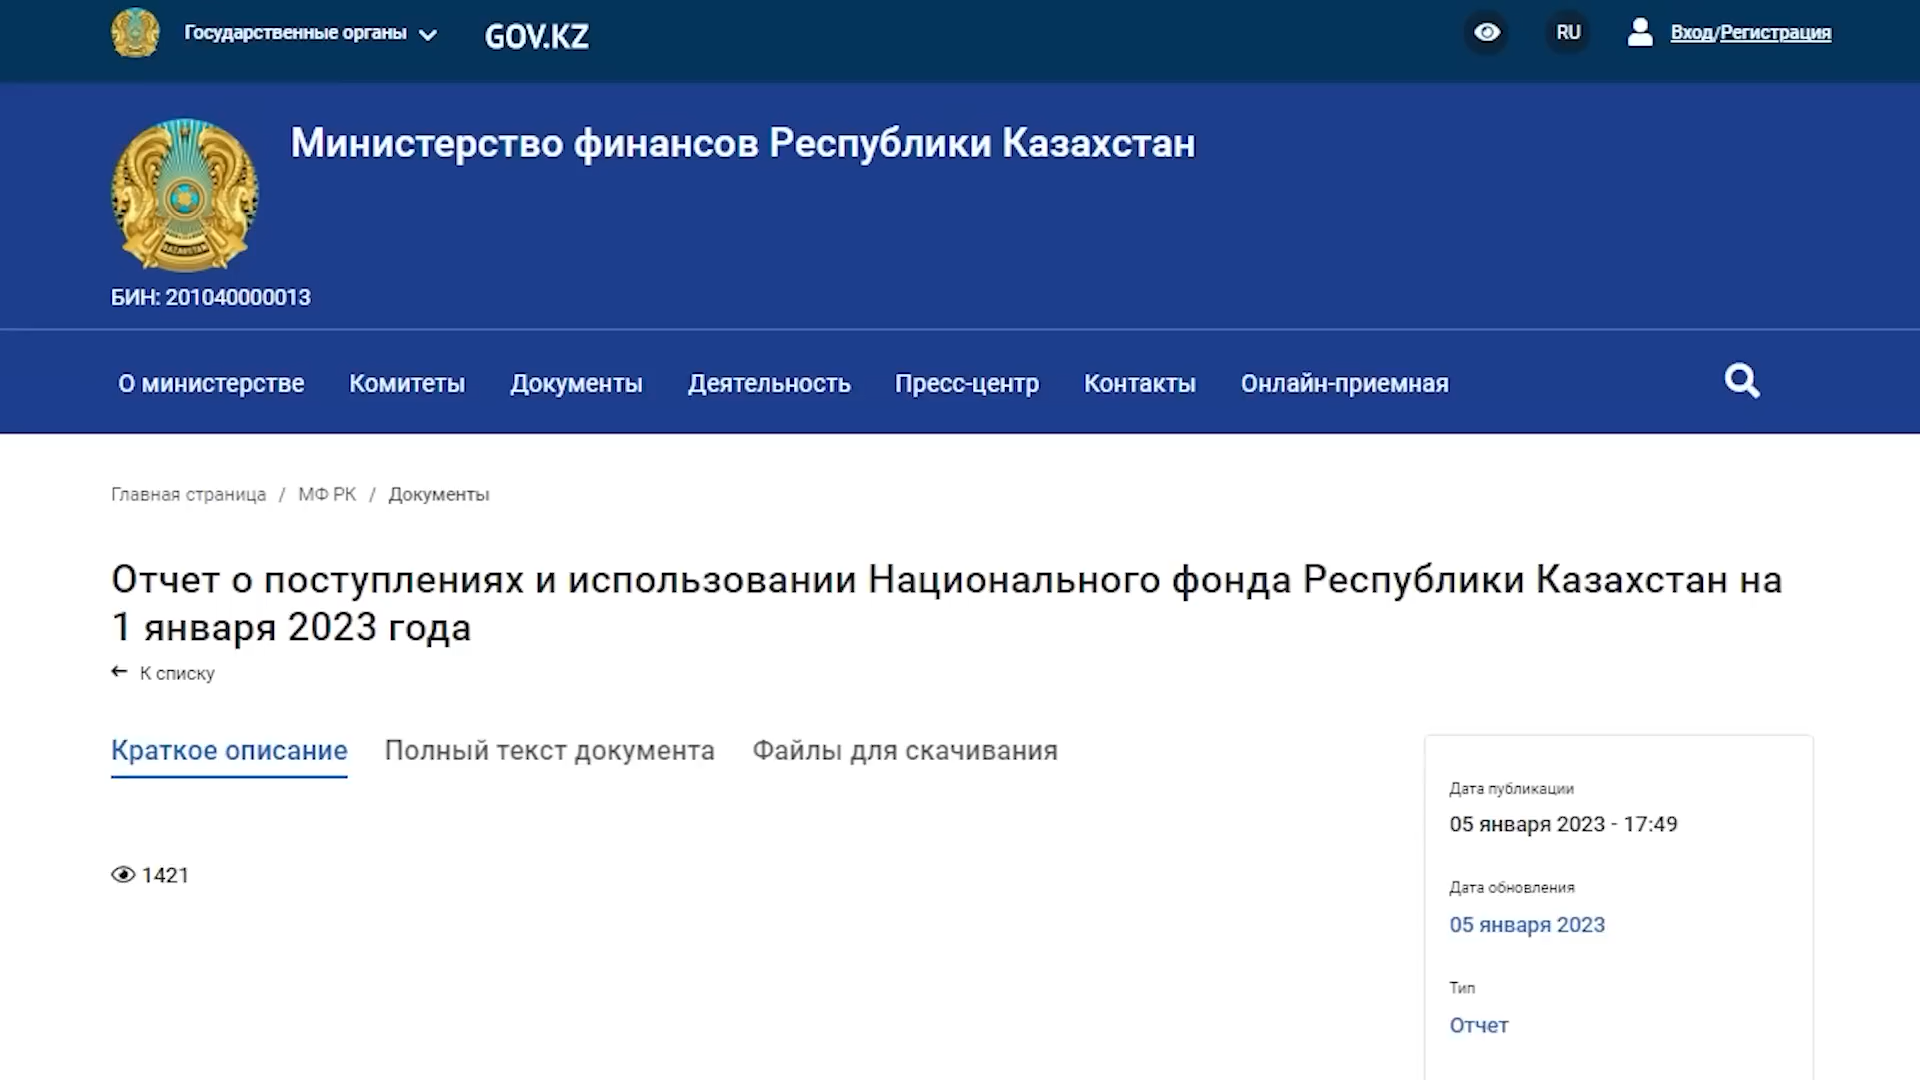 Государственные органы
GOV.KZ
RU
Вход/Регистрация
Министерство финансов Республики Казахстан
БИН: 201040000013
О министерстве
Комитеты
Документы
Деятельность
Пресс-центр
Контакты
Онлайн-приемная
Главная страница / МФ РК / Документы
Отчет о поступлениях и использовании Национального фонда Республики Казахстан на
1 января 2023 года
К списку
Краткое описание
Полный текст документа
Файлы для скачивания
1421
Дата публикации
05 января 2023 - 17:49
Дата обновления
05 января 2023
Тип
Отчет